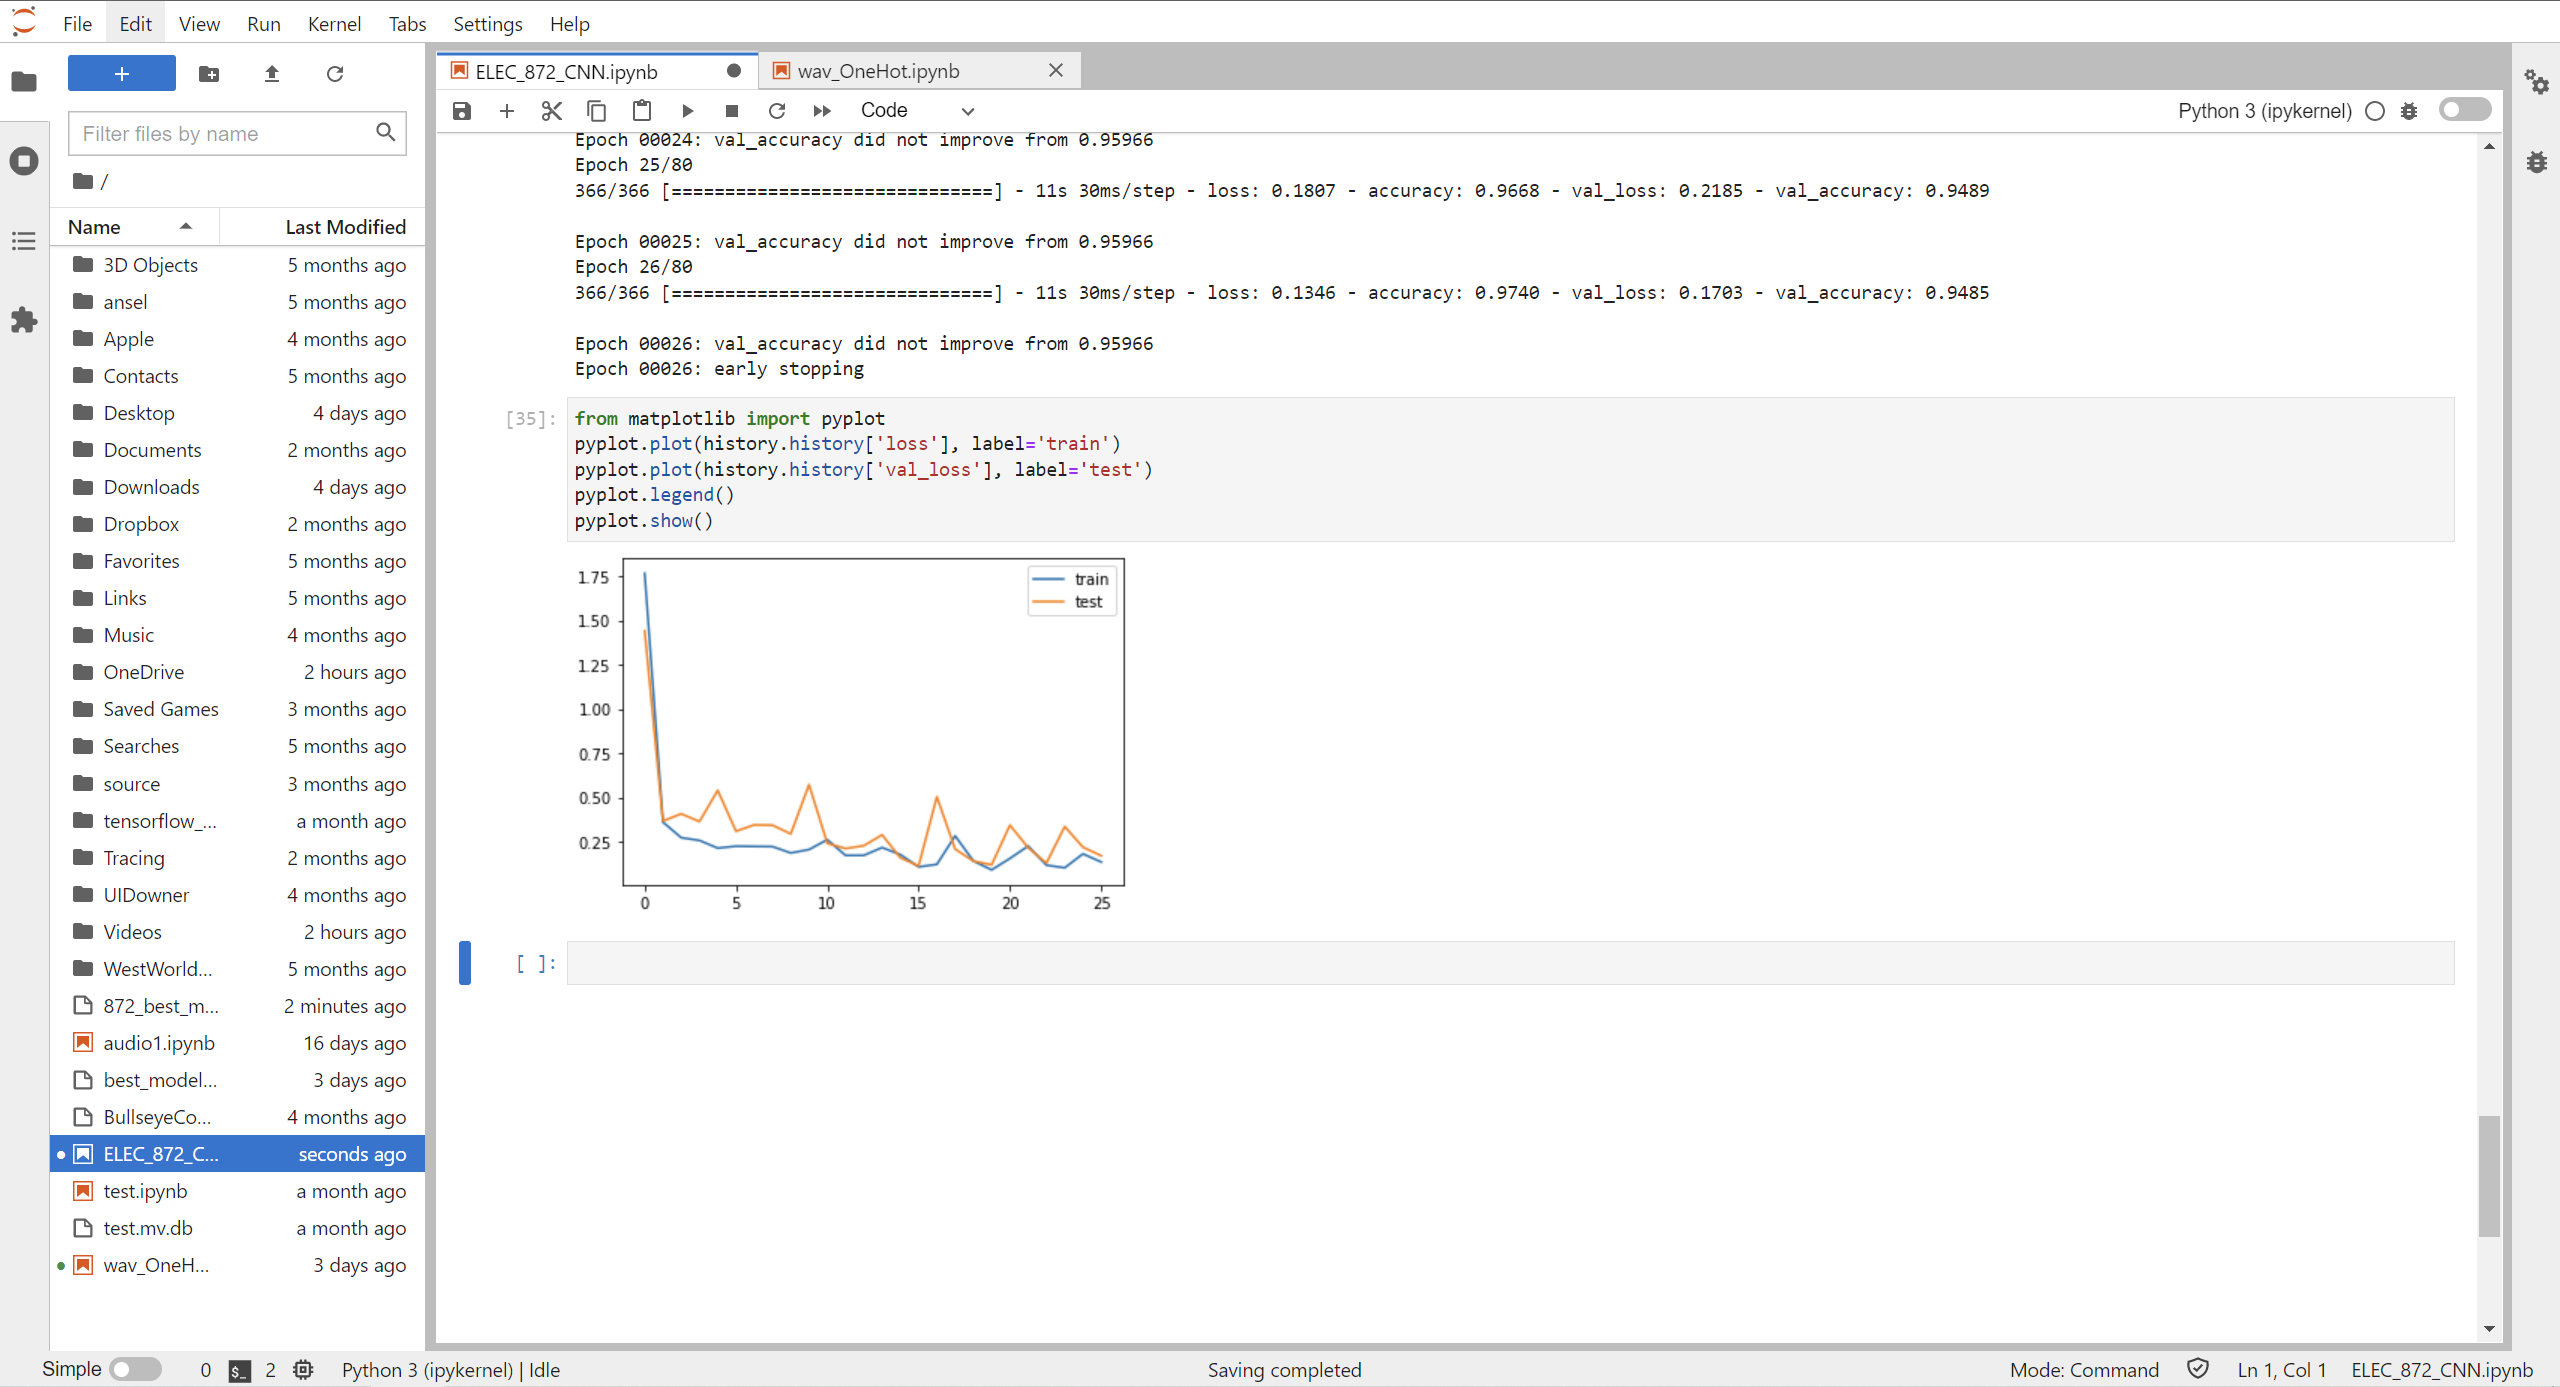 File Edit View Run Kernel Tabs Settings Help
+
Filter files by name
/
Name Last Modified
3D Objects 5 months ago
ansel 5 months ago
Apple 4 months ago
Contacts 5 months ago
Desktop 4 days ago
Documents 2 months ago
Downloads 4 days ago
Dropbox 2 months ago
Favorites 5 months ago
Links 5 months ago
Music 4 months ago
OneDrive 2 hours ago
Saved Games 3 months ago
Searches 5 months ago
source 3 months ago
tensorflow_... a month ago
Tracing 2 months ago
UIDowner 4 months ago
Videos 2 hours ago
WestWorld... 5 months ago
872_best_m... 2 minutes ago
audio1.ipynb 16 days ago
best_model... 3 days ago
BullseyeCo... 4 months ago
ELEC_872_C... seconds ago
test.ipynb a month ago
test.mv.db a month ago
wav_OneH... 3 days ago
ELEC_872_CNN.ipynb wav_OneHot.ipynb
Code Python 3 (ipykernel)
Epoch 00024: val_accuracy did not improve from 0.95966
Epoch 25/80
366/366 [==============================] - 11s 30ms/step - loss: 0.1807 - accuracy: 0.9668 - val_loss: 0.2185 - val_accuracy: 0.9489
Epoch 00025: val_accuracy did not improve from 0.95966
Epoch 26/80
366/366 [==============================] - 11s 30ms/step - loss: 0.1346 - accuracy: 0.9740 - val_loss: 0.1703 - val_accuracy: 0.9485
Epoch 00026: val_accuracy did not improve from 0.95966
Epoch 00026: early stopping
[35]: from matplotlib import pyplot
pyplot.plot(history.history['loss'], label='train')
pyplot.plot(history.history['val_loss'], label='test')
pyplot.legend()
pyplot.show()
train
test
1.75
1.50
1.25
1.00
0.75
0.50
0.25
0 5 10 15 20 25
[ ]:
Simple 0 $_ 2 Python 3 (ipykernel) | Idle Saving completed Mode: Command Ln 1, Col 1 ELEC_872_CNN.ipynb